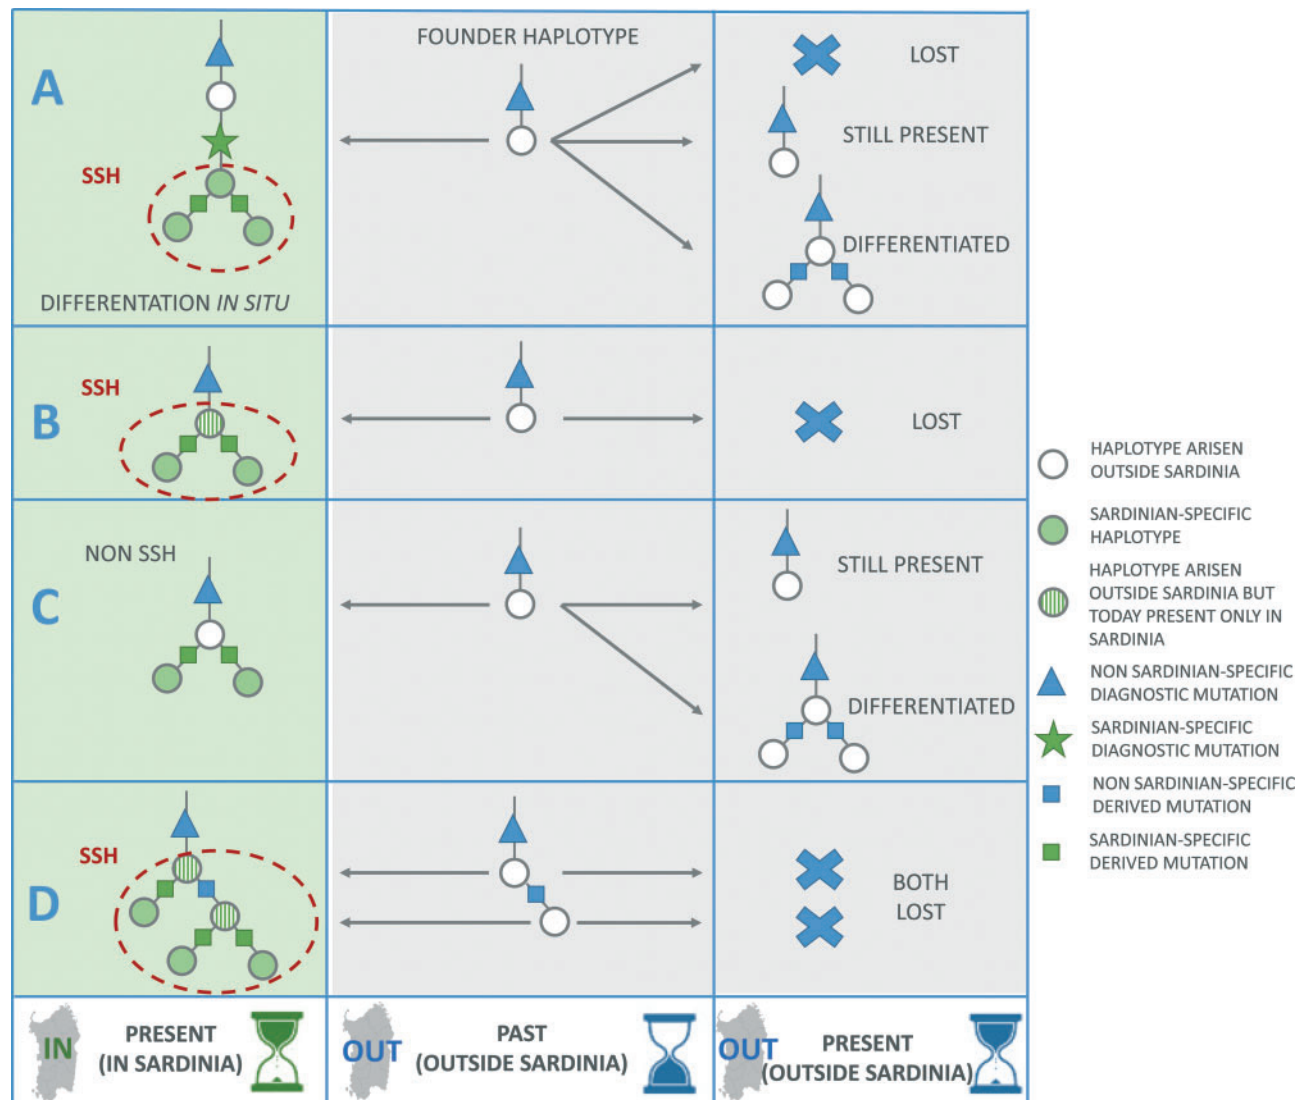 FOUNDER HAPLOTYPE
A
SSH
DIFFERENTATION IN SITU
LOST
STILL PRESENT
DIFFERENTIATED
B
SSH
LOST
C
NON SSH
STILL PRESENT
DIFFERENTIATED
D
SSH
BOTH
LOST
IN
PRESENT
(IN SARDINIA)
OUT
PAST
(OUTSIDE SARDINIA)
OUT
PRESENT
(OUTSIDE SARDINIA)
HAPLOTYPE ARISEN
OUTSIDE SARDINIA
SARDINIAN-SPECIFIC
HAPLOTYPE
HAPLOTYPE ARISEN
OUTSIDE SARDINIA BUT
TODAY PRESENT ONLY IN
SARDINIA
NON SARDINIAN-SPECIFIC
DIAGNOSTIC MUTATION
SARDINIAN-SPECIFIC
DIAGNOSTIC MUTATION
NON SARDINIAN-SPECIFIC
DERIVED MUTATION
SARDINIAN-SPECIFIC
DERIVED MUTATION